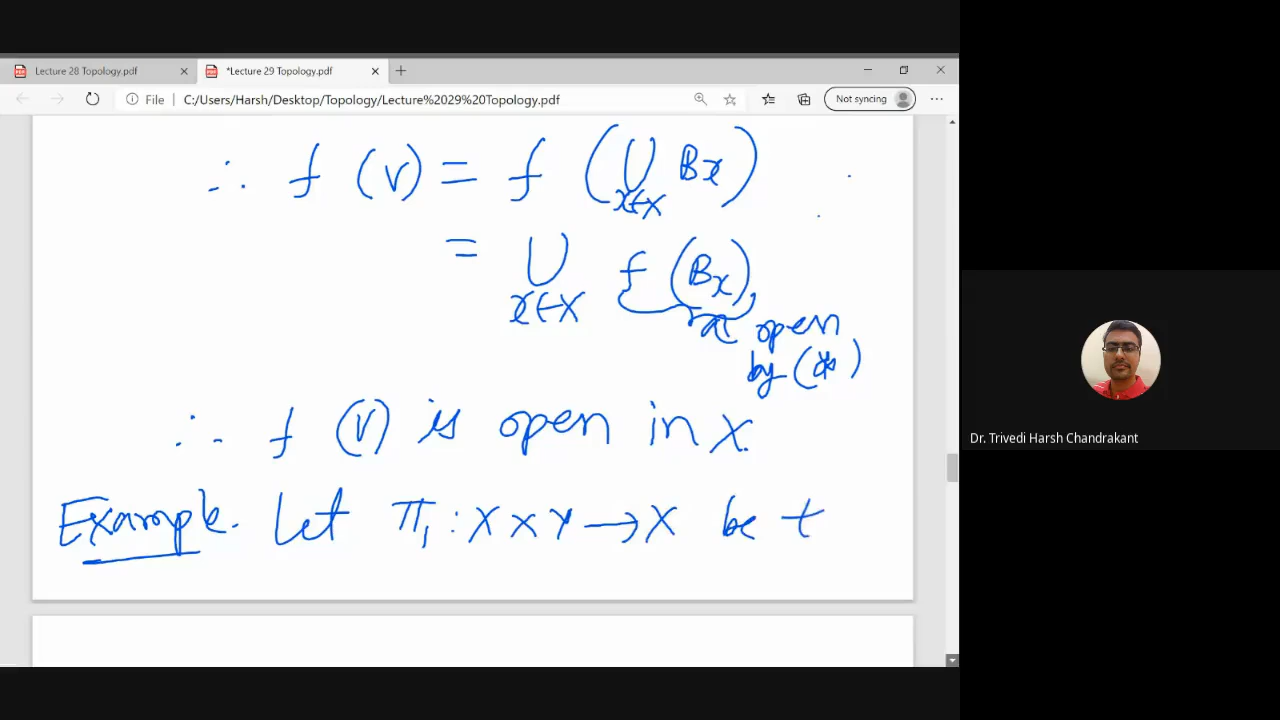 Lecture 28 Topology.pdf
*Lecture 29 Topology.pdf
File
C:/Users/Harsh/Desktop/Topology/Lecture%2029%20Topology.pdf
Not syncing
∴ f (V) = f (⋃ Bx)
x∈X
= ⋃ f (Bx)
x∈X
open
by (*)
∴ f (V) is open in X.
Example. Let π₁ : X × Y → X be t
Dr. Trivedi Harsh Chandrakant